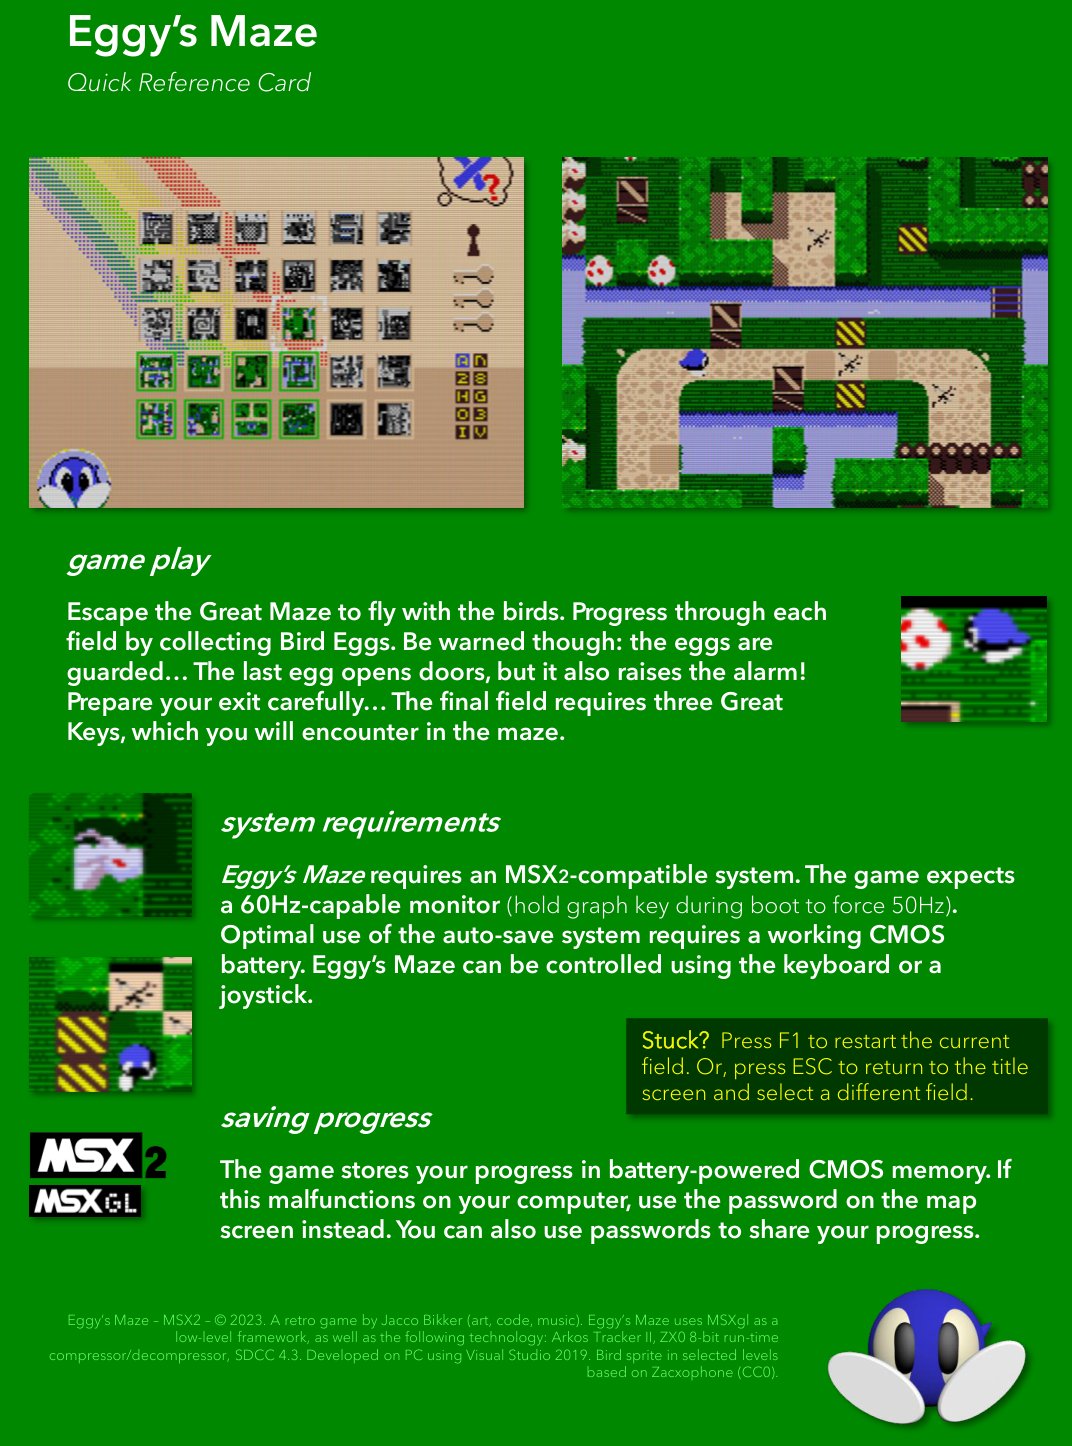 Eggy's Maze
Quick Reference Card
?
A N
Z 8
H G
O 3
I V
game play
Escape the Great Maze to fly with the birds. Progress through each
field by collecting Bird Eggs. Be warned though: the eggs are
guarded… The last egg opens doors, but it also raises the alarm!
Prepare your exit carefully… The final field requires three Great
Keys, which you will encounter in the maze.
system requirements
Eggy's Maze requires an MSX2-compatible system. The game expects
a 60Hz-capable monitor (hold graph key during boot to force 50Hz).
Optimal use of the auto-save system requires a working CMOS
battery. Eggy's Maze can be controlled using the keyboard or a
joystick.
Stuck? Press F1 to restart the current
field. Or, press ESC to return to the title
screen and select a different field.
saving progress
MSX 2
MSX GL
The game stores your progress in battery-powered CMOS memory. If
this malfunctions on your computer, use the password on the map
screen instead. You can also use passwords to share your progress.
Eggy's Maze – MSX2 – © 2023. A retro game by Jacco Bikker (art, code, music). Eggy's Maze uses MSXgl as a
low-level framework, as well as the following technology: Arkos Tracker II, ZX0 8-bit run-time
compressor/decompressor, SDCC 4.3. Developed on PC using Visual Studio 2019. Bird sprite in selected levels
based on Zacxophone (CC0).